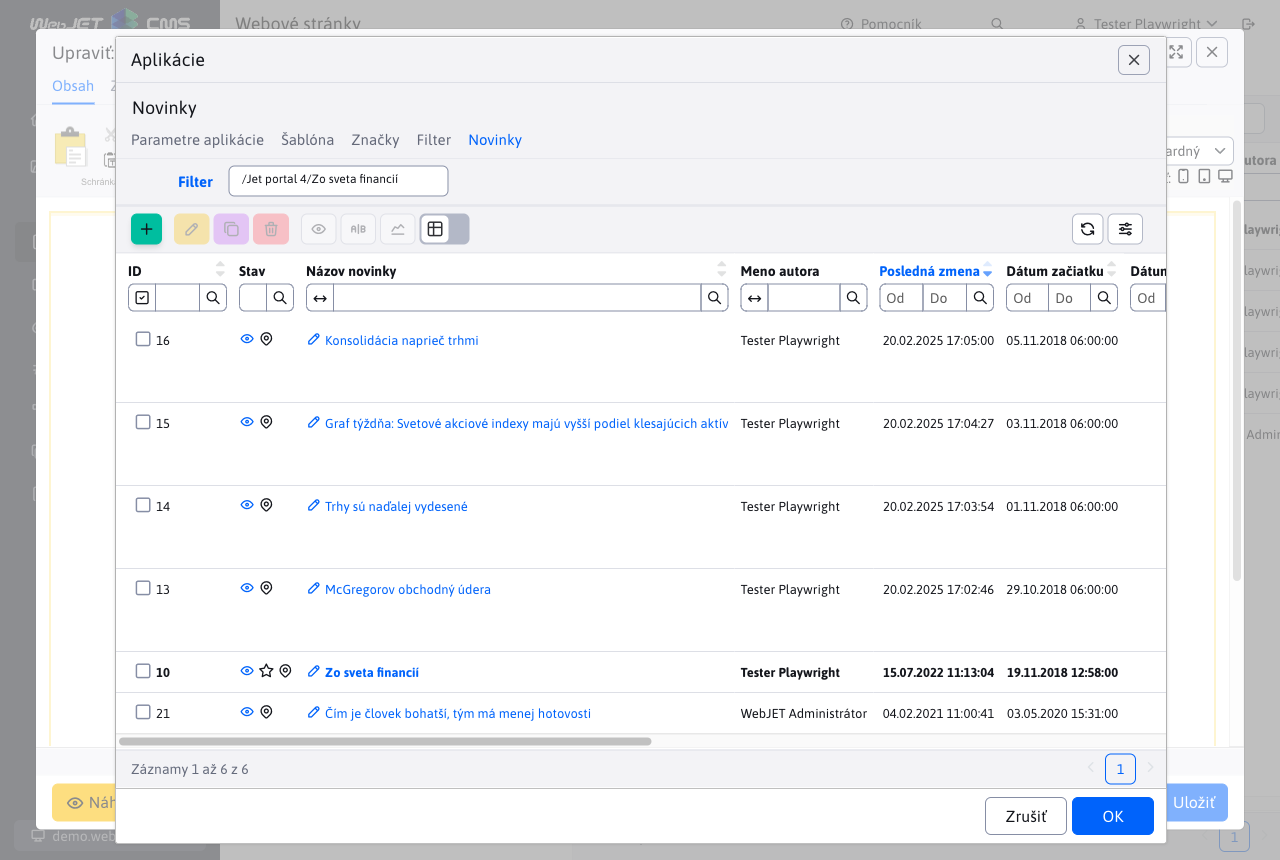 WebJET CMS
Webové stránky
Pomocník
Tester Playwright
Upraviť:
Obsah
Schránka
Aplikácie
Novinky
Parametre aplikácie Šablóna Značky Filter Novinky
Filter /Jet portal 4/Zo sveta financií
A|B
ID Stav Názov novinky Meno autora Posledná zmena Dátum začiatku Dátum
Od Do Od Do Od
16 Konsolidácia naprieč trhmi Tester Playwright 20.02.2025 17:05:00 05.11.2018 06:00:00
15 Graf týždňa: Svetové akciové indexy majú vyšší podiel klesajúcich aktív Tester Playwright 20.02.2025 17:04:27 03.11.2018 06:00:00
14 Trhy sú naďalej vydesené Tester Playwright 20.02.2025 17:03:54 01.11.2018 06:00:00
13 McGregorov obchodný údera Tester Playwright 20.02.2025 17:02:46 29.10.2018 06:00:00
10 Zo sveta financií Tester Playwright 15.07.2022 11:13:04 19.11.2018 12:58:00
21 Čím je človek bohatší, tým má menej hotovosti WebJET Administrátor 04.02.2021 11:00:41 03.05.2020 15:31:00
Záznamy 1 až 6 z 6
1
Zrušiť OK
Uložiť
demo.web
1